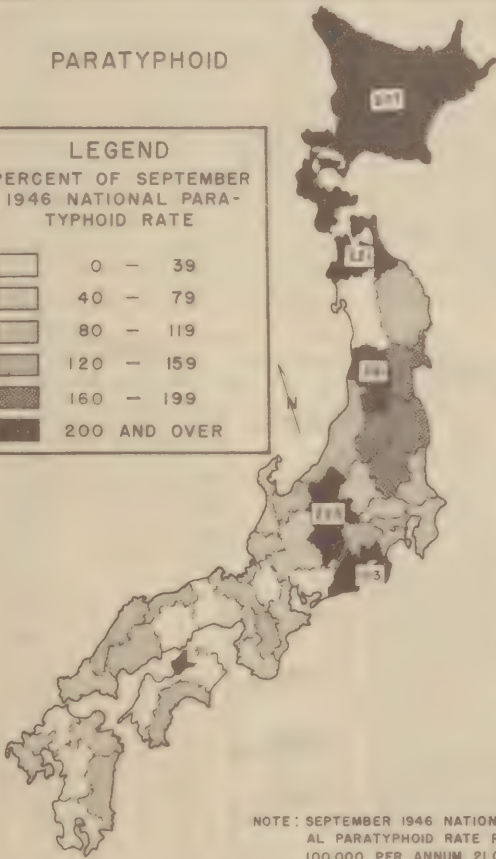 PARATYPHOID
LEGEND
PERCENT OF SEPTEMBER
1946 NATIONAL PARA-
TYPHOID RATE
0 — 39
40 — 79
80 — 119
120 — 159
160 — 199
200 AND OVER
N
NOTE: SEPTEMBER 1946 NATION
AL PARATYPHOID RATE
100,000 PER ANNUM